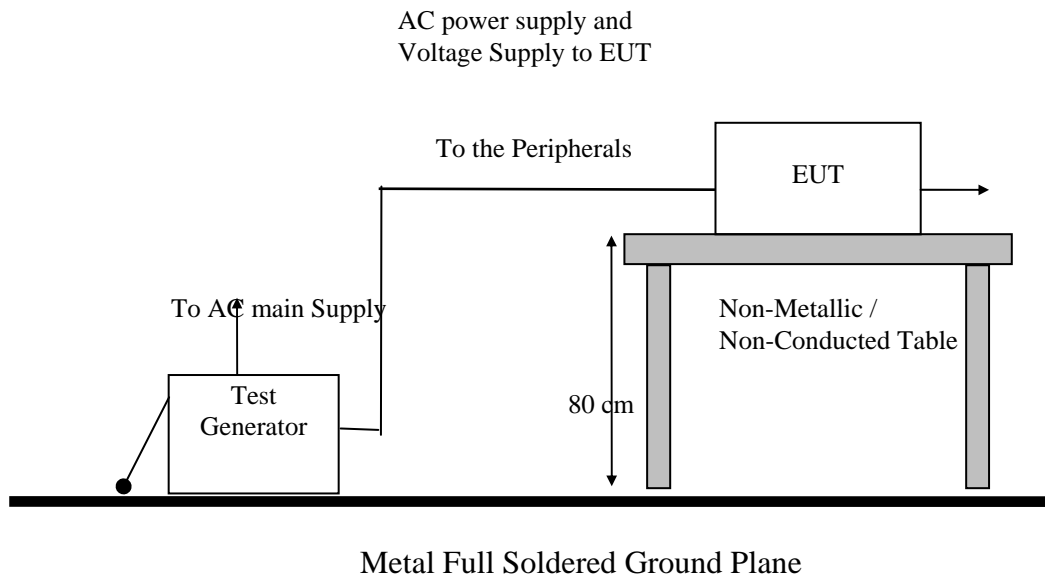 AC power supply and
Voltage Supply to EUT
To the Peripherals
EUT
To AC main Supply
Non-Metallic /
Non-Conducted Table
Test
Generator
80 cm
Metal Full Soldered Ground Plane